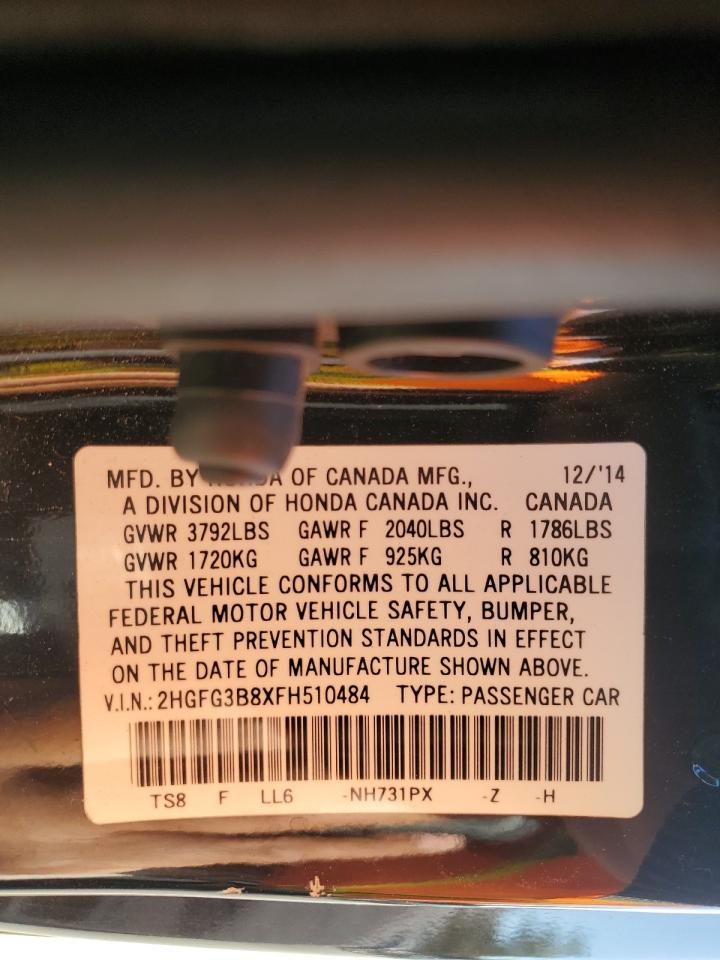 MFD. BY OF CANADA MFG., 12/'14
A DIVISION OF HONDA CANADA INC. CANADA
GVWR 3792LBS GAWR F 2040LBS R 1786LBS
GVWR 1720KG GAWR F 925KG R 810KG
THIS VEHICLE CONFORMS TO ALL APPLICABLE
FEDERAL MOTOR VEHICLE SAFETY, BUMPER,
AND THEFT PREVENTION STANDARDS IN EFFECT
ON THE DATE OF MANUFACTURE SHOWN ABOVE.
V.I.N.: 2HGFG3B8XFH510484 TYPE: PASSENGER CAR
TS8 F LL6 -NH731PX -Z -H